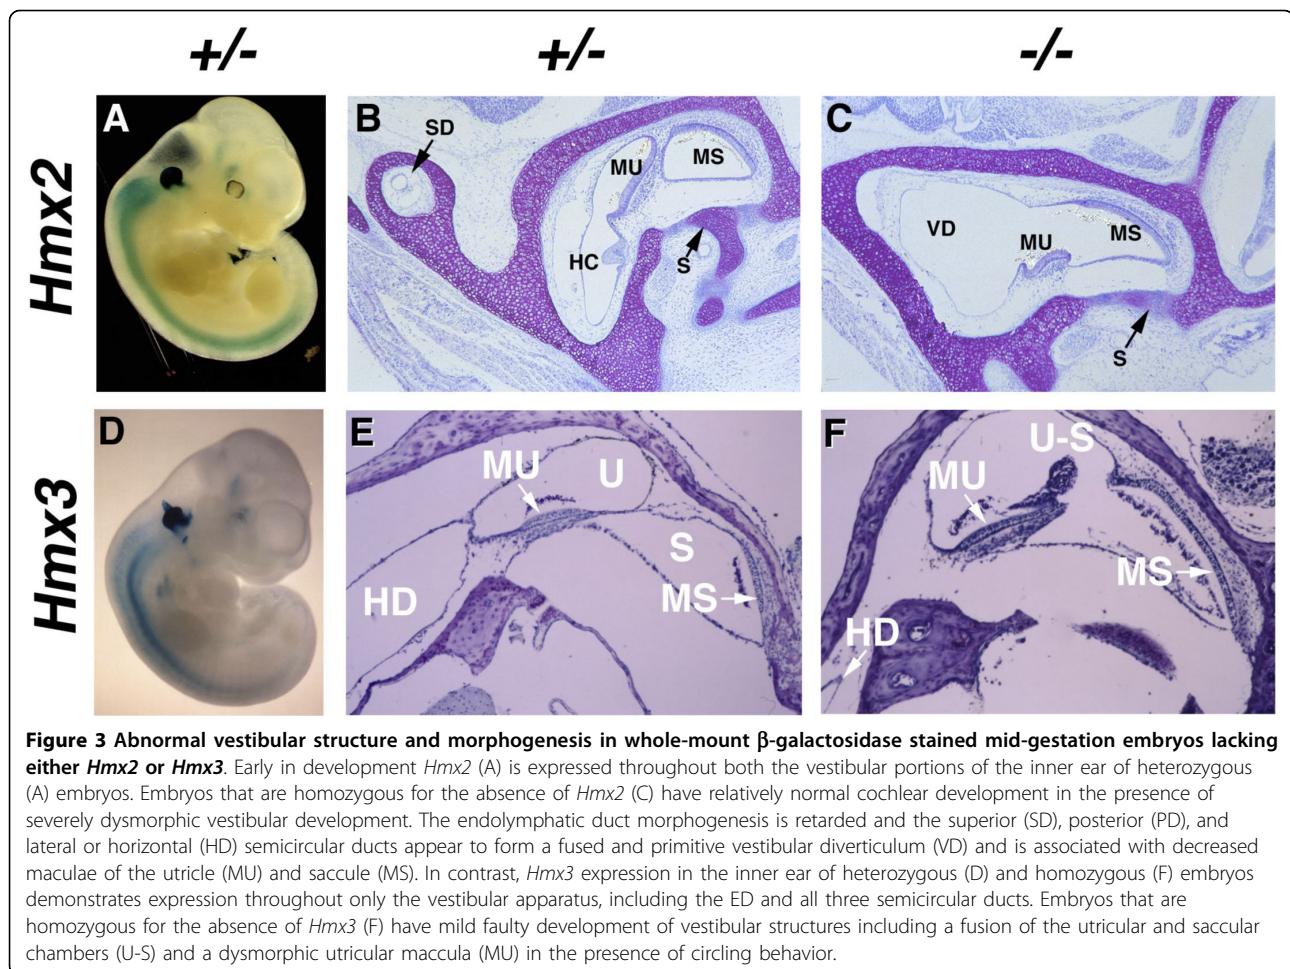 +/- +/- -/-
Hmx2
A
B
SD
MU
MS
HC
S
C
VD
MU
MS
S
Hmx3
D
E
MU
U
S
MS
HD
F
U-S
MU
MS
HD
Figure 3 Abnormal vestibular structure and morphogenesis in whole-mount β-galactosidase stained mid-gestation embryos lacking
either Hmx2 or Hmx3. Early in development Hmx2 (A) is expressed throughout both the vestibular portions of the inner ear of heterozygous
(A) embryos. Embryos that are homozygous for the absence of Hmx2 (C) have relatively normal cochlear development in the presence of
severely dysmorphic vestibular development. The endolymphatic duct morphogenesis is retarded and the superior (SD), posterior (PD), and
lateral or horizontal (HD) semicircular ducts appear to form a fused and primitive vestibular diverticulum (VD) and is associated with decreased
maculae of the utricle (MU) and saccule (MS). In contrast, Hmx3 expression in the inner ear of heterozygous (D) and homozygous (F) embryos
demonstrates expression throughout only the vestibular apparatus, including the ED and all three semicircular ducts. Embryos that are
homozygous for the absence of Hmx3 (F) have mild faulty development of vestibular structures including a fusion of the utricular and saccular
chambers (U-S) and a dysmorphic utricular maccula (MU) in the presence of circling behavior.